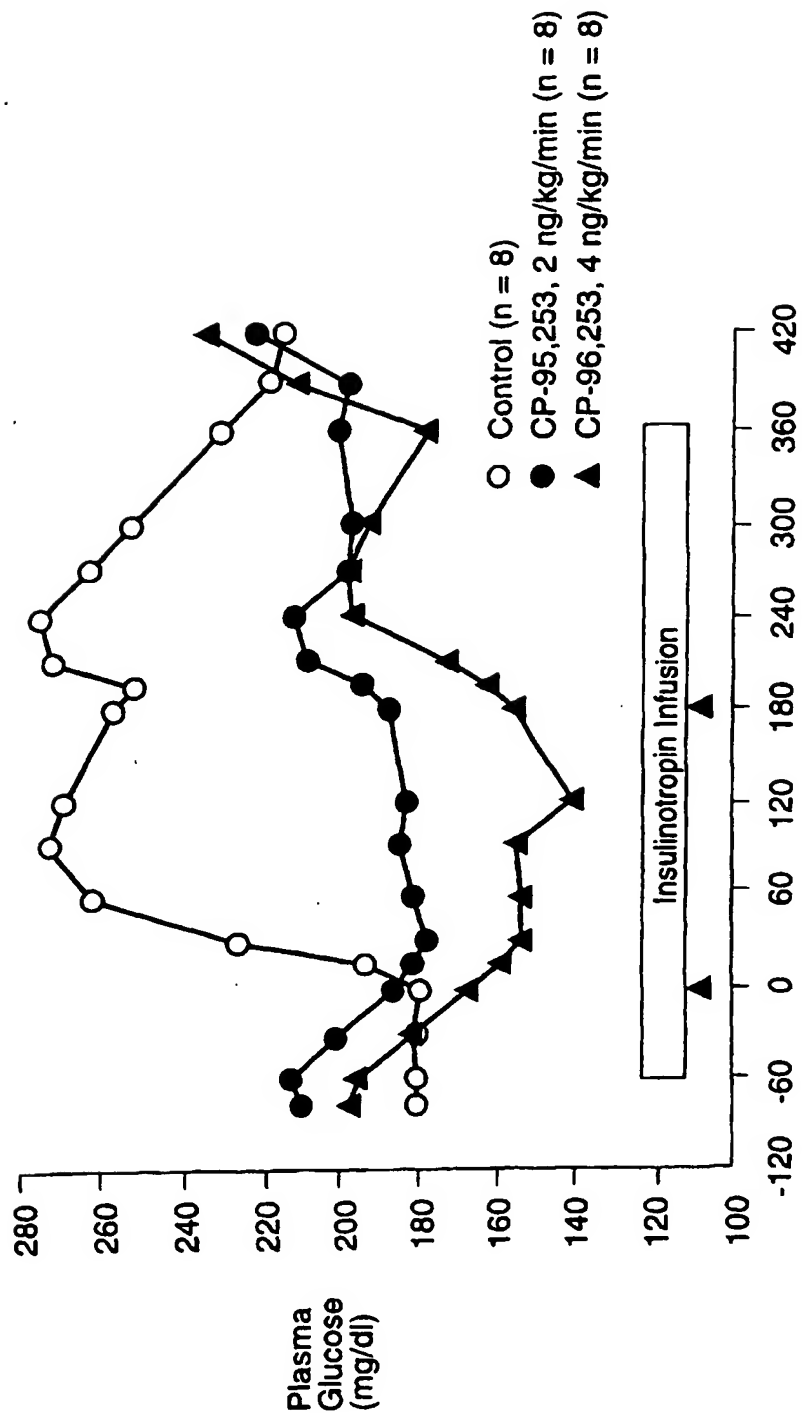 280
260
240
220
200
180
160
140
120
100
Plasma
Glucose
(mg/dl)
Control (n = 8)
CP-95,253, 2 ng/kg/min (n = 8)
CP-96,253, 4 ng/kg/min (n = 8)
Insulinotropin Infusion
-120
-60
0
60
120
180
240
300
360
420